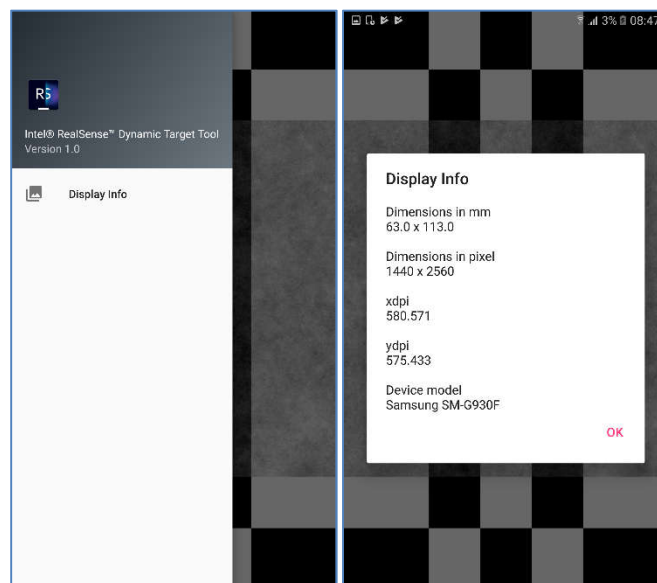 RS
Intel® RealSense™ Dynamic Target Tool
Version 1.0
Display Info
3% 08:47
Display Info
Dimensions in mm
63.0 x 113.0
Dimensions in pixel
1440 x 2560
xdpi
580.571
ydpi
575.433
Device model
Samsung SM-G930F
OK